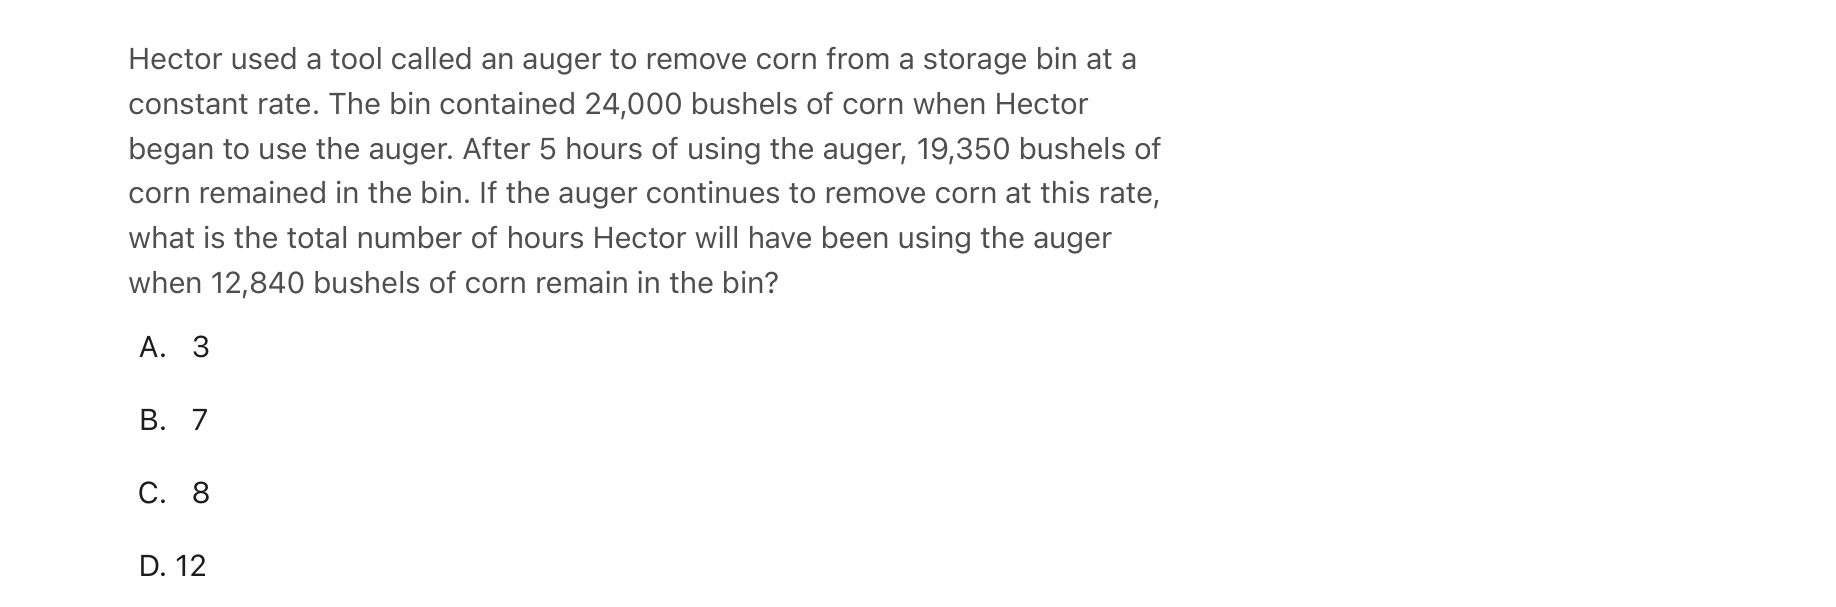 Hector used a tool called an auger to remove corn from a storage bin at a
constant rate. The bin contained 24,000 bushels of corn when Hector
began to use the auger. After 5 hours of using the auger, 19,350 bushels of
corn remained in the bin. If the auger continues to remove corn at this rate,
what is the total number of hours Hector will have been using the auger
when 12,840 bushels of corn remain in the bin?
A. 3
B. 7
C. 8
D. 12